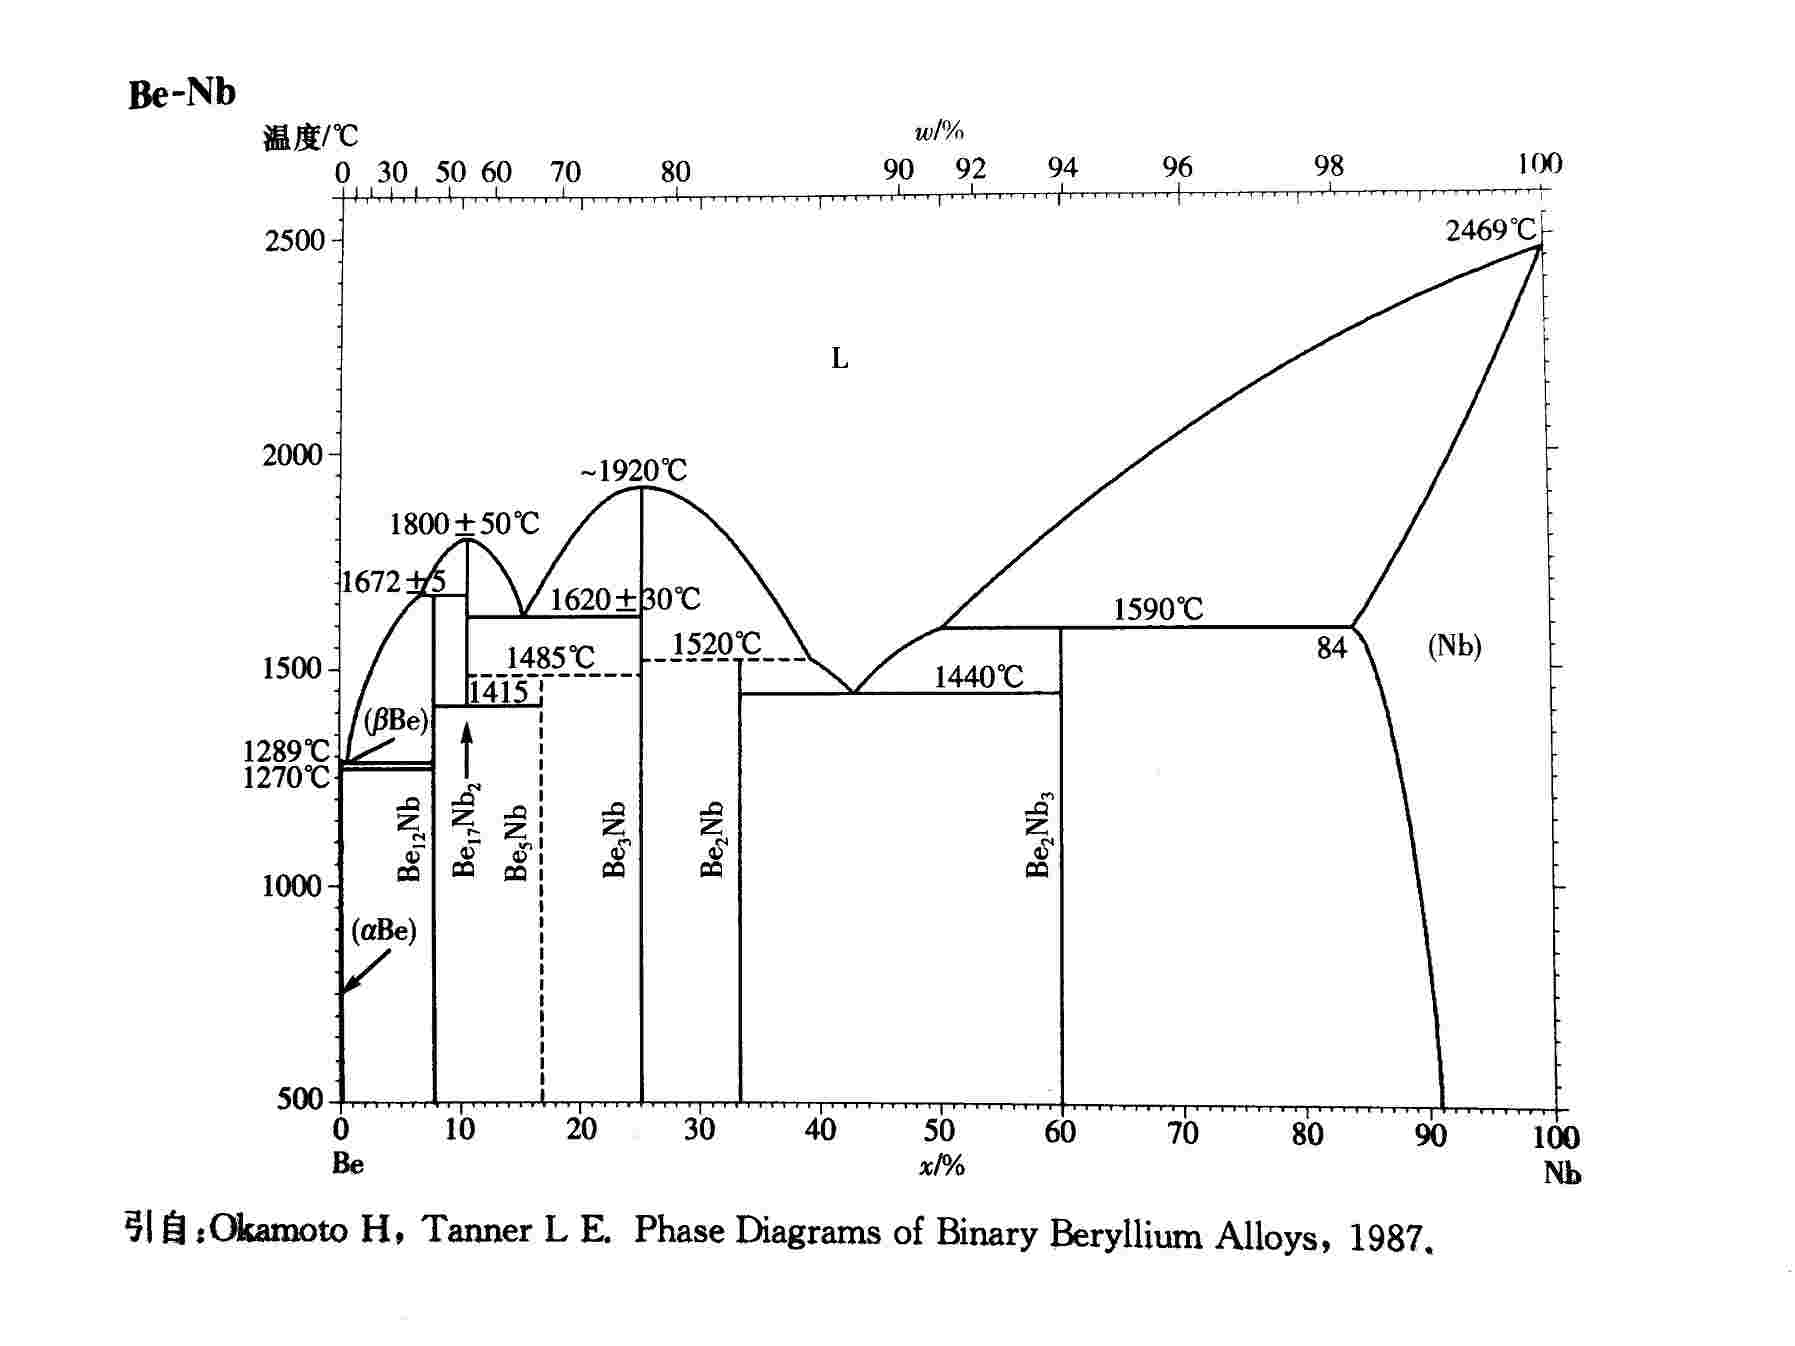 Be-Nb
温度/℃
w/%
0 30 50 60 70 80 90 92 94 96 98 100
2469℃
2500
L
2000
~1920℃
1800±50℃
1672±5
1620±30℃
1590℃
1520℃
84
(Nb)
1500
1485℃
1440℃
1415
(βBe)
1289℃
1270℃
Be₁₂Nb
Be₁₇Nb₂
Be₅Nb
Be₃Nb
Be₂Nb
Be₂Nb₃
1000
(αBe)
500
0 10 20 30 40 50 60 70 80 90 100
Be
x/%
Nb
引自:Okamoto H, Tanner L E. Phase Diagrams of Binary Beryllium Alloys, 1987.